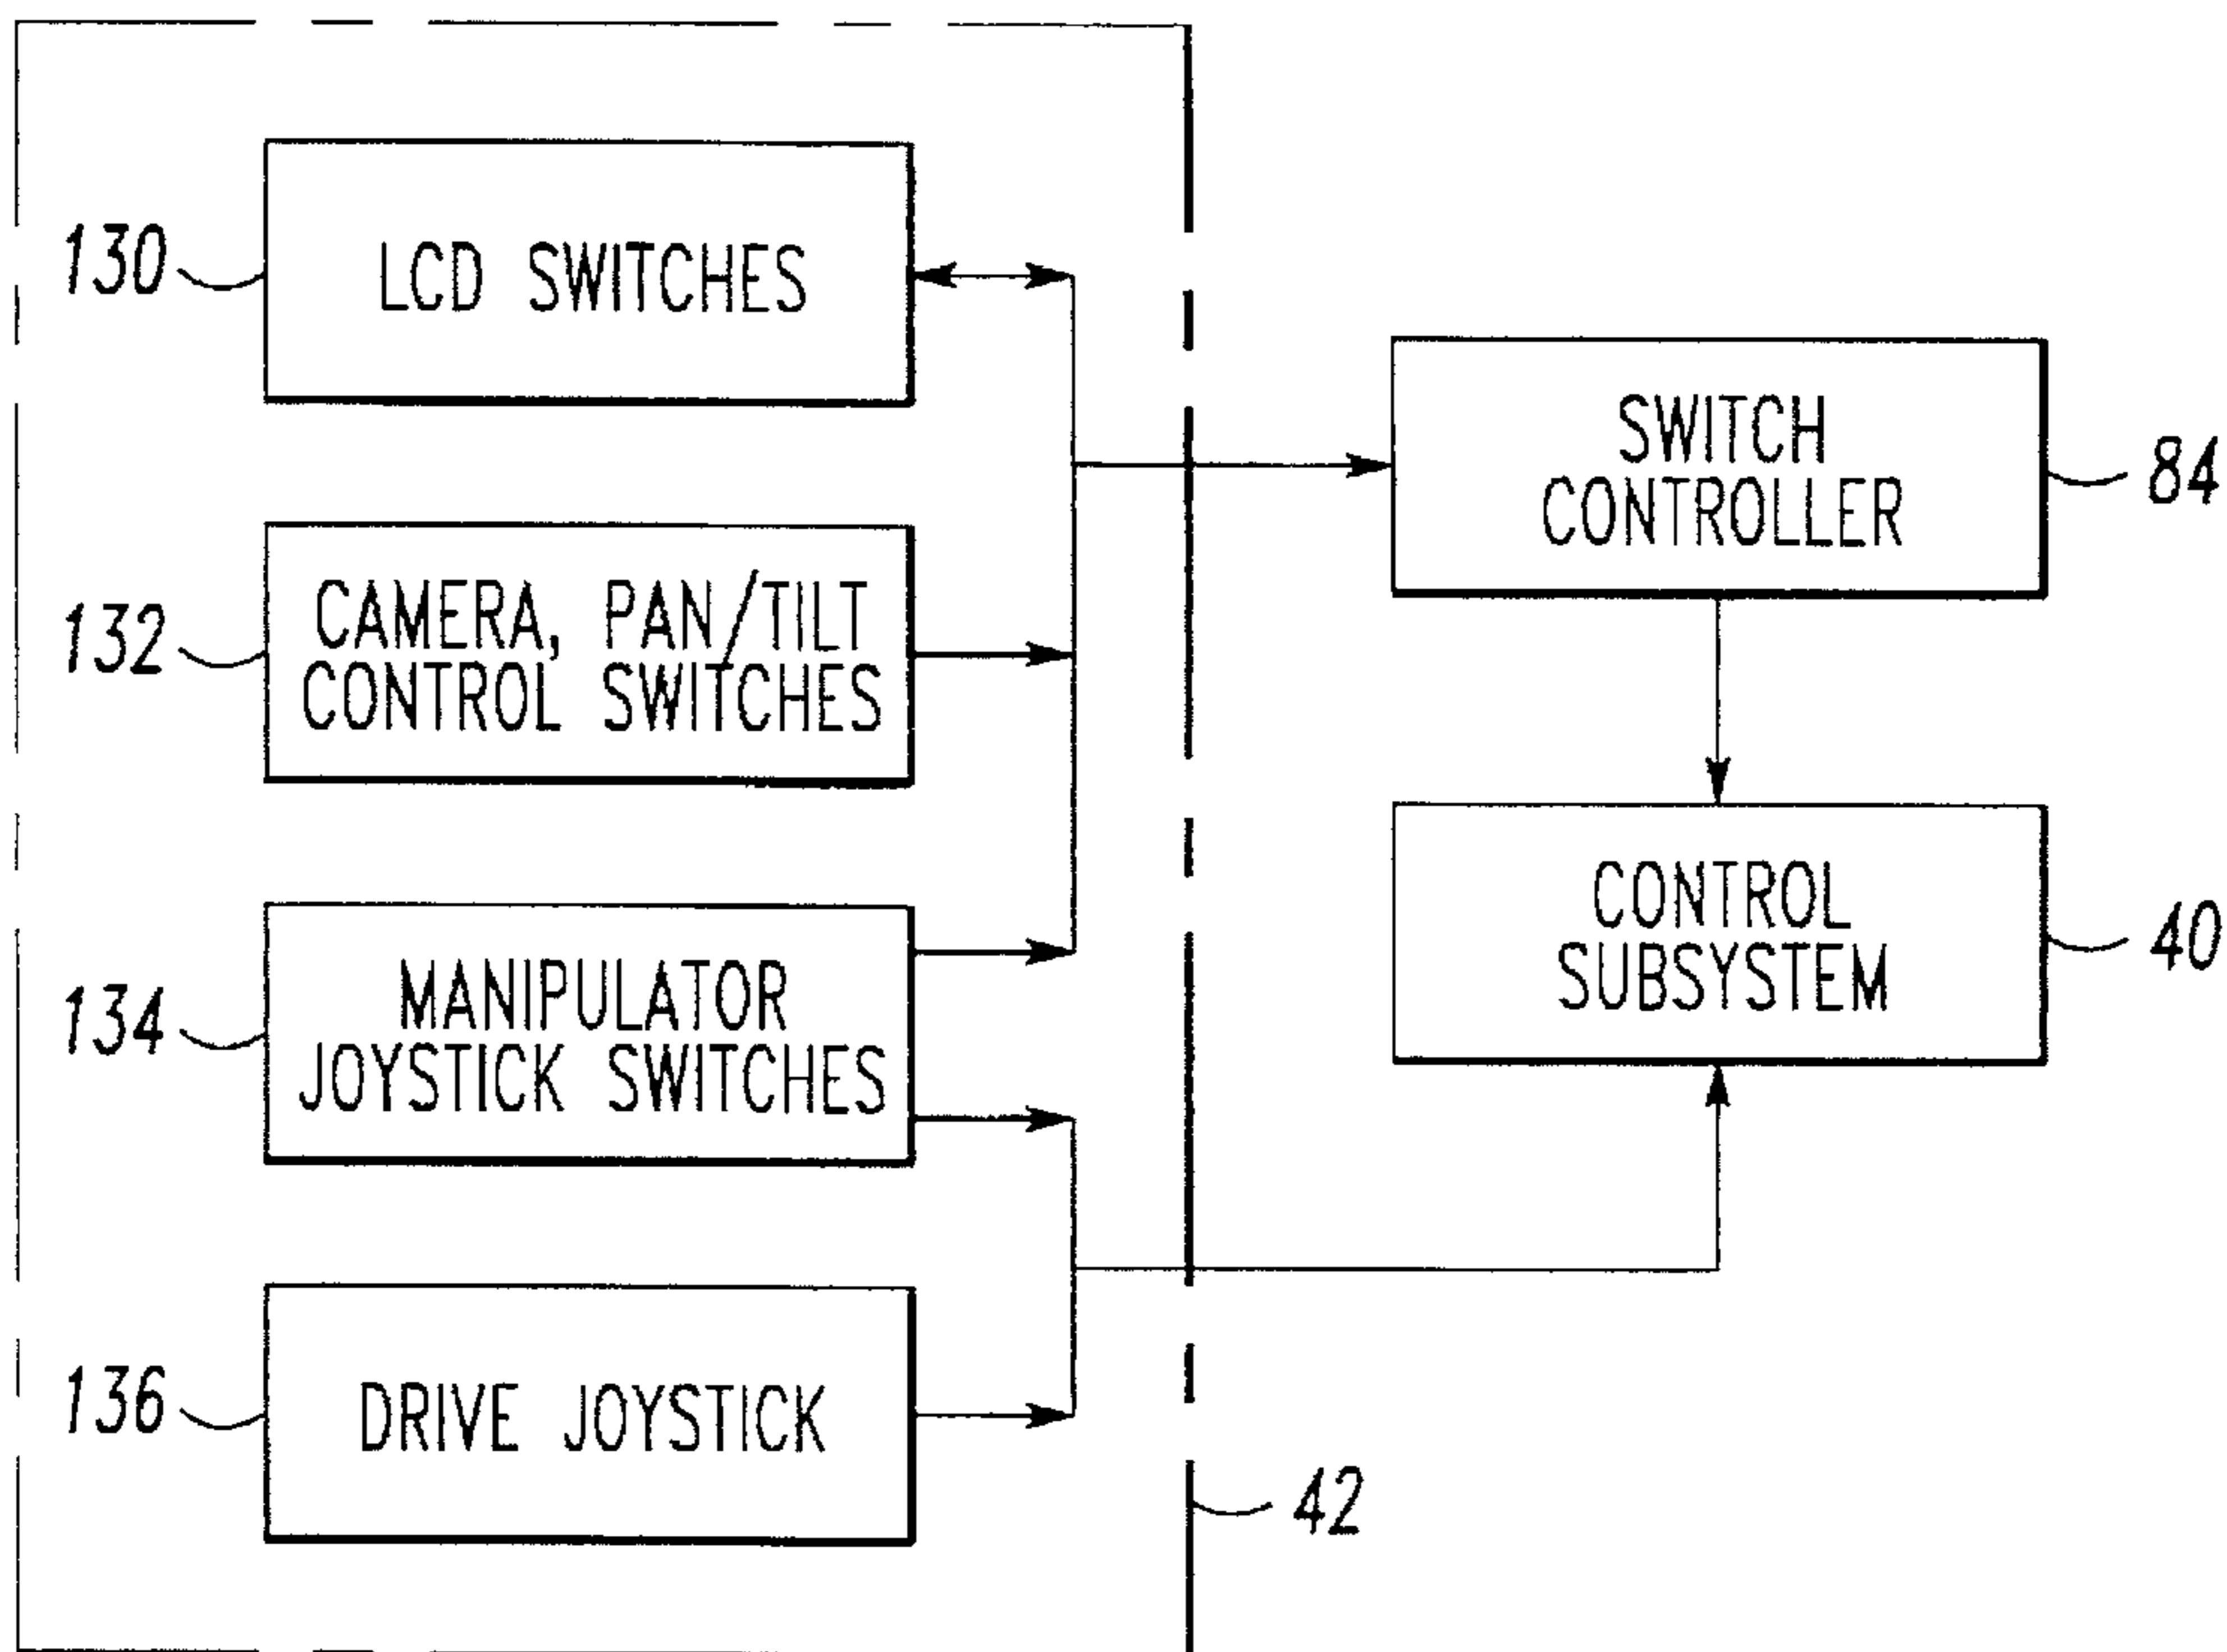 130
LCD SWITCHES
132
CAMERA, PAN/TILT
CONTROL SWITCHES
134
MANIPULATOR
JOYSTICK SWITCHES
136
DRIVE JOYSTICK
42
SWITCH
CONTROLLER
84
CONTROL
SUBSYSTEM
40